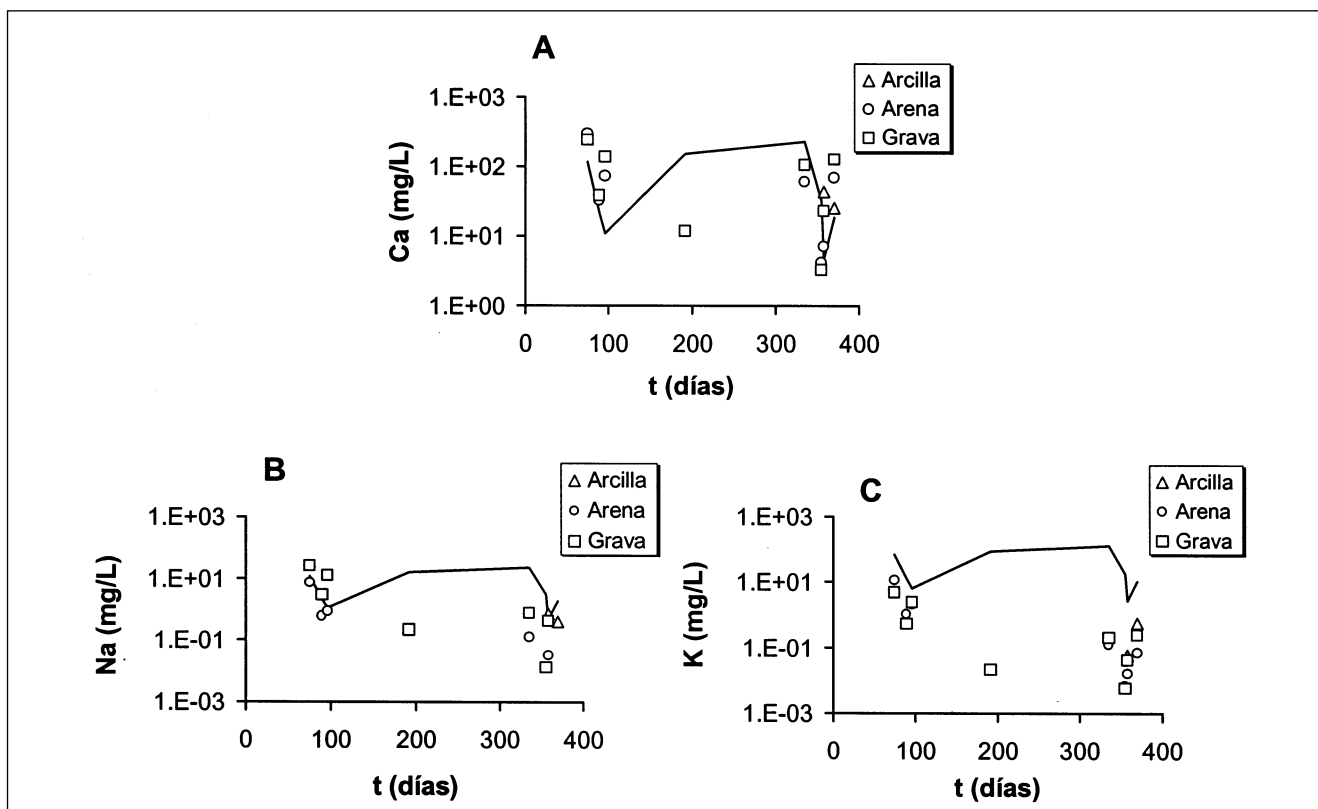 A
Arcilla
Arena
Grava
1.E+03
1.E+02
1.E+01
1.E+00
Ca (mg/L)
0 100 200 300 400
t (días)
B
Arcilla
Arena
Grava
1.E+03
1.E+01
1.E-01
1.E-03
Na (mg/L)
0 100 200 300 400
t (días)
C
Arcilla
Arena
Grava
1.E+03
1.E+01
1.E-01
1.E-03
K (mg/L)
0 100 200 300 400
t (días)